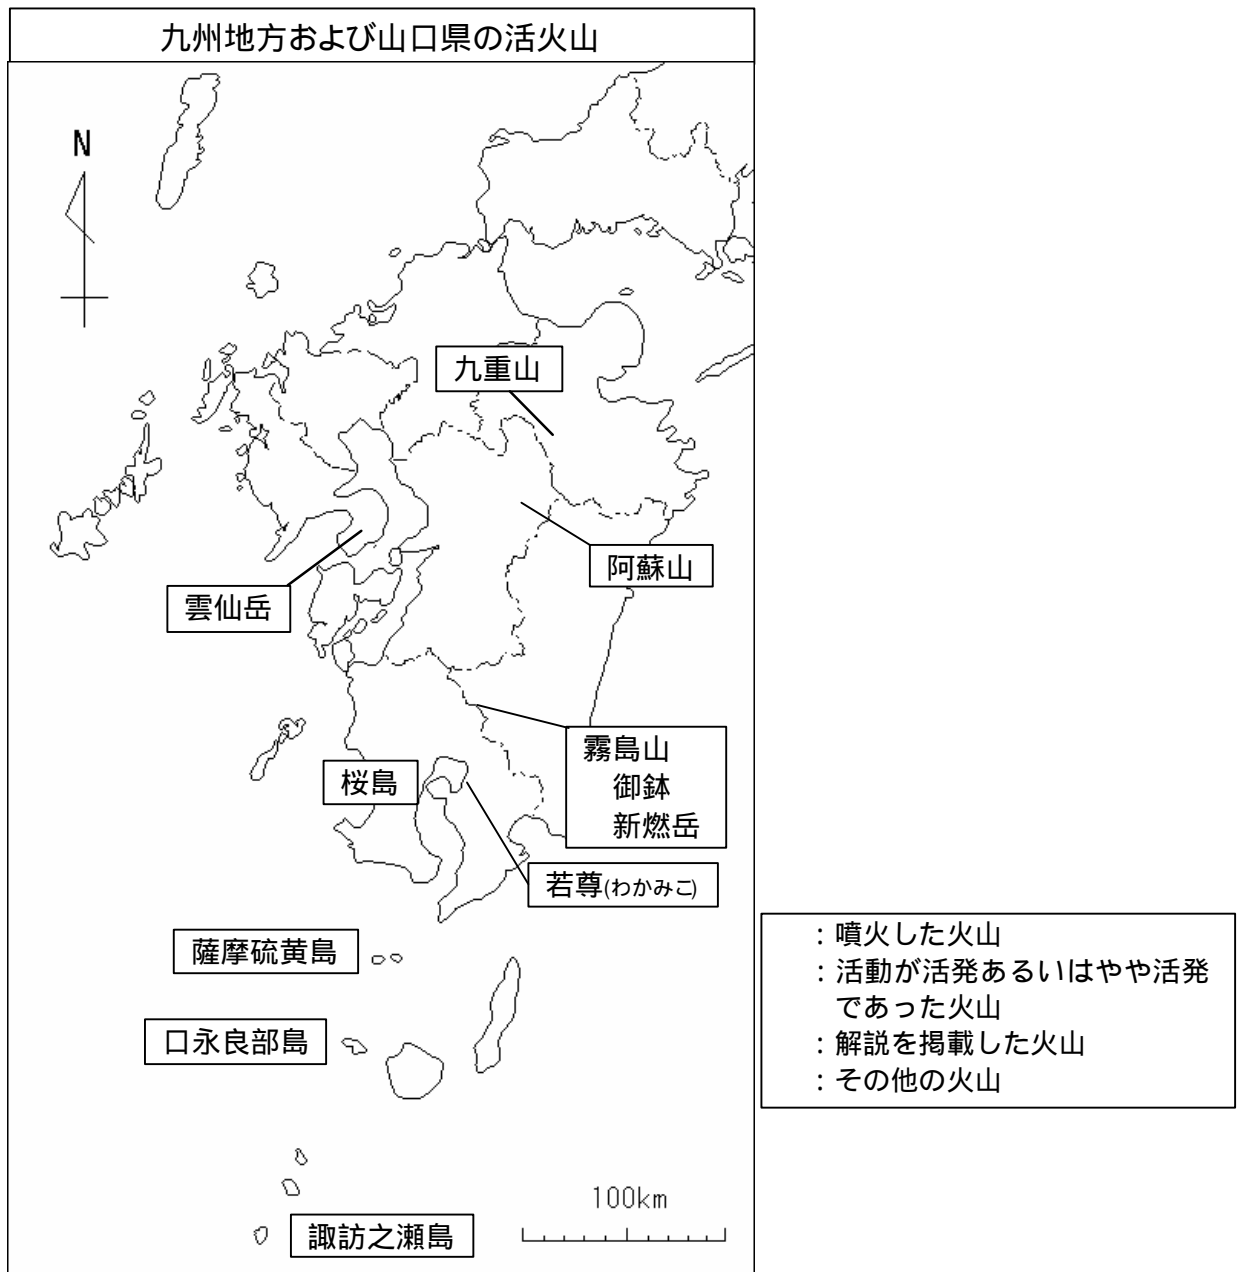 九州地方および山口県の活火山
N
九重山
阿蘇山
雲仙岳
霧島山
御鉢
新燃岳
桜島
若尊(わかみこ)
薩摩硫黄島
口永良部島
諏訪之瀬島
100km
：噴火した火山
：活動が活発あるいはやや活発
であった火山
：解説を掲載した火山
：その他の火山